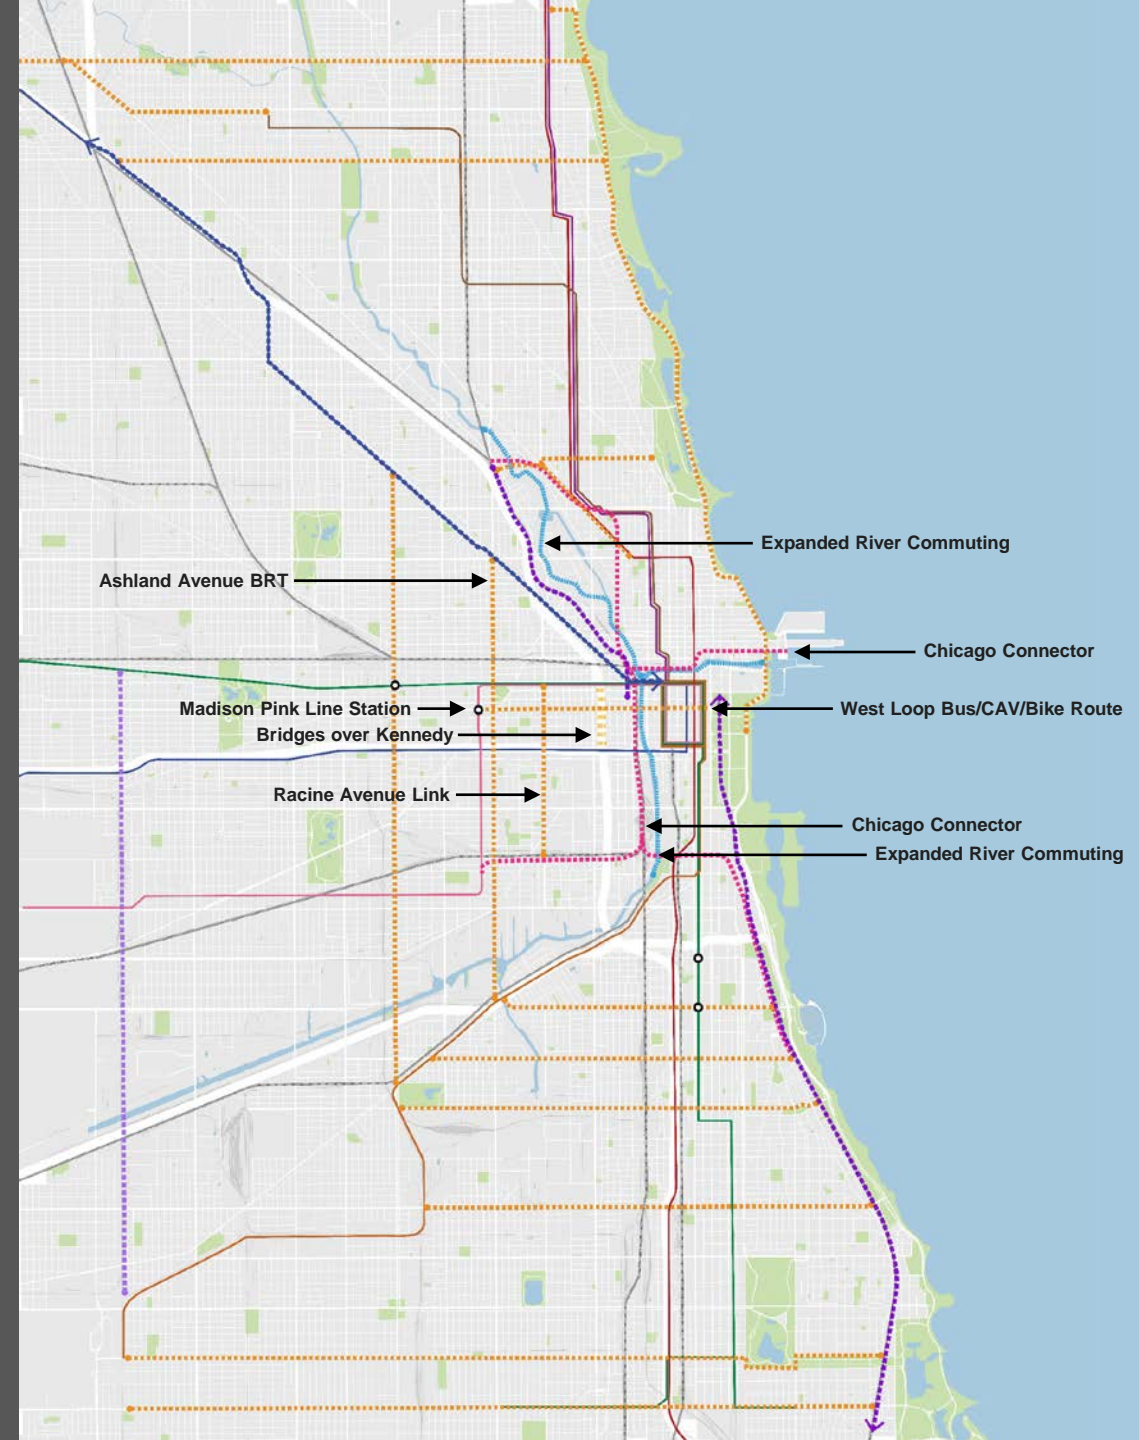 Expanded River Commuting
Ashland Avenue BRT
Chicago Connector
Madison Pink Line Station
West Loop Bus/CAV/Bike Route
Bridges over Kennedy
Racine Avenue Link
Chicago Connector
Expanded River Commuting